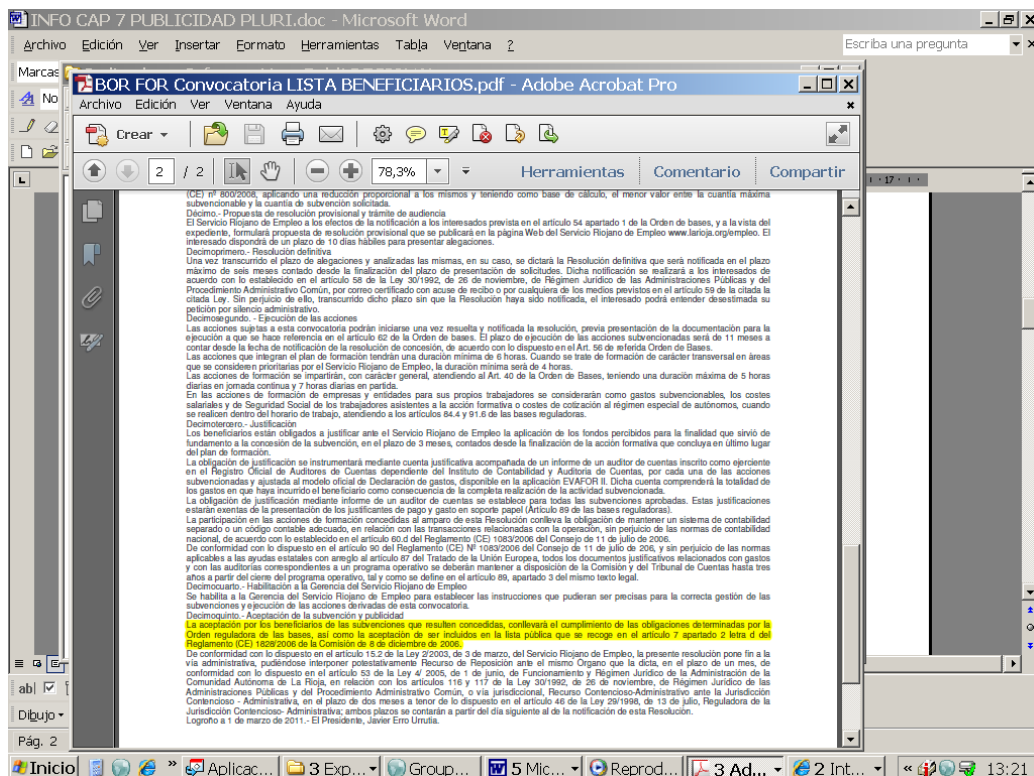 INFO CAP 7 PUBLICIDAD PLURI.doc - Microsoft Word
Archivo Edición Ver Insertar Formato Herramientas Tabla Ventana ?
Escriba una pregunta
Marcas
BOR FOR Convocatoria LISTA BENEFICIARIOS.pdf - Adobe Acrobat Pro
No
Archivo Edición Ver Ventana Ayuda
Crear
2 / 2 78,3% Herramientas Comentario Compartir
17
(CE) nº 800/2008, aplicando una reducción proporcional a los mismos y teniendo como base de cálculo, el menor valor entre la cuantía máxima
subvencionable y la cuantía de subvención solicitada.
Décimo.- Propuesta de resolución provisional y trámite de audiencia
El Servicio Riojano de Empleo a los efectos de la notificación a los interesados prevista en el artículo 54 apartado 1 de la Orden de bases, y a la vista del
expediente, formulará propuesta de resolución provisional que se publicará en la página Web del Servicio Riojano de Empleo www.larioja.org/empleo. El
interesado dispondrá de un plazo de 10 días hábiles para presentar alegaciones.
Decimoprimero.- Resolución definitiva
Una vez transcurrido el plazo de alegaciones y analizadas las mismas, en su caso, se dictará la Resolución definitiva que será notificada en el plazo
máximo de seis meses contado desde la finalización del plazo de presentación de solicitudes. Dicha notificación se realizará a los interesados de
acuerdo con lo establecido en el artículo 58 de la Ley 30/1992, de 26 de noviembre, de Régimen Jurídico de las Administraciones Públicas y del
Procedimiento Administrativo Común, por correo certificado con acuse de recibo o por cualquiera de los medios previstos en el artículo 59 de la citada la
citada Ley. Sin perjuicio de ello, transcurrido dicho plazo sin que la Resolución haya sido notificada, el interesado podrá entender desestimada su
petición por silencio administrativo.
Decimosegundo. - Ejecución de las acciones
Las acciones sujetas a esta convocatoria podrán iniciarse una vez resuelta y notificada la resolución, previa presentación de la documentación para la
ejecución a que se hace referencia en el artículo 62 de la Orden de bases. El plazo de ejecución de las acciones subvencionadas será de 11 meses a
contar desde la fecha de notificación de la resolución de concesión, de acuerdo con lo dispuesto en el Art. 56 de referida Orden de Bases.
Las acciones que integran el plan de formación tendrán una duración mínima de 6 horas. Cuando se trate de formación de carácter transversal en áreas
que se consideren prioritarias por el Servicio Riojano de Empleo, la duración mínima será de 4 horas.
Las acciones de formación se impartirán, con carácter general, atendiendo al Art. 40 de la Orden de Bases, teniendo una duración máxima de 5 horas
diarias en jornada continua y 7 horas diarias en partida.
En las acciones de formación de empresas y entidades para sus propios trabajadores se considerarán como gastos subvencionables, los costes
salariales y de Seguridad Social de los trabajadores asistentes a la acción formativa o costes de cotización al régimen especial de autónomos, cuando
se realicen dentro del horario de trabajo, atendiendo a los artículos 84.4 y 91.6 de las bases reguladoras.
Decimotercero.- Justificación
Los beneficiarios están obligados a justificar ante el Servicio Riojano de Empleo la aplicación de los fondos percibidos para la finalidad que sirvió de
fundamento a la concesión de la subvención, en el plazo de 3 meses, contados desde la finalización de la acción formativa que concluya en último lugar
del plan de formación.
La obligación de justificación se instrumentará mediante cuenta justificativa acompañada de un informe de un auditor de cuentas inscrito como ejerciente
en el Registro Oficial de Auditores de Cuentas dependiente del Instituto de Contabilidad y Auditoría de Cuentas, por cada una de las acciones
subvencionadas y ajustada al modelo oficial de Declaración de gastos, disponible en la aplicación EVAFOR II. Dicha cuenta comprenderá la totalidad de
los gastos en que haya incurrido el beneficiario como consecuencia de la completa realización de la actividad subvencionada.
La obligación de justificación mediante informe de un auditor de cuentas se establece para todas las subvenciones aprobadas. Estas justificaciones
estarán exentas de la presentación de los justificantes de pago y gasto en soporte papel (Artículo 89 de las bases reguladoras).
La participación en las acciones de formación concedidas al amparo de esta Resolución conlleva la obligación de mantener un sistema de contabilidad
separado o un código contable adecuado, en relación con las transacciones relacionadas con la operación, sin perjuicio de las normas de contabilidad
nacional, de acuerdo con lo establecido en el artículo 60.d del Reglamento (CE) 1083/2006 del Consejo de 11 de julio de 2006.
De conformidad con lo dispuesto en el artículo 90 del Reglamento (CE) Nº 1083/2006 del Consejo de 11 de julio de 206, y sin perjuicio de las normas
aplicables a las ayudas estatales con arreglo al artículo 87 del Tratado de la Unión Europea, todos los documentos justificativos relacionados con gastos
y con las auditorías correspondientes a un programa operativo se deberán mantener a disposición de la Comisión y del Tribunal de Cuentas hasta tres
años a partir del cierre del programa operativo, tal y como se define en el artículo 89, apartado 3 del mismo texto legal.
Decimocuarto.- Habilitación a la Gerencia del Servicio Riojano de Empleo
Se habilita a la Gerencia del Servicio Riojano de Empleo para establecer las instrucciones que pudieran ser precisas para la correcta gestión de las
subvenciones y ejecución de las acciones derivadas de esta convocatoria.
Decimoquinto.- Aceptación de la subvención y publicidad
La aceptación por los beneficiarios de las subvenciones que resulten concedidas, conllevará el cumplimiento de las obligaciones determinadas por la
Orden reguladora de las bases, así como la aceptación de ser incluidos en la lista pública que se recoge en el artículo 7 apartado 2 letra d del
Reglamento (CE) 1828/2006 de la Comisión de 8 de diciembre de 2006.
De conformidad con lo dispuesto en el artículo 15.2 de la Ley 2/2003, de 3 de marzo, del Servicio Riojano de Empleo, la presente resolución pone fin a la
vía administrativa, pudiéndose interponer potestativamente Recurso de Reposición ante el mismo Organo que la dicta, en el plazo de un mes, de
conformidad con lo dispuesto en el artículo 53 de la Ley 4/ 2005, de 1 de junio, de Funcionamiento y Régimen Jurídico de la Administración de la
Comunidad Autónoma de La Rioja, en relación con los artículos 116 y 117 de la Ley 30/1992, de 26 de noviembre, de Régimen Jurídico de las
Administraciones Públicas y del Procedimiento Administrativo Común, o vía jurisdiccional, Recurso Contencioso-Administrativo ante la Jurisdicción
Contencioso - Administrativa, en el plazo de dos meses a tenor de lo dispuesto en el artículo 46 de la Ley 29/1998, de 13 de julio, Reguladora de la
Jurisdicción Contencioso- Administrativa; ambos plazos se contarán a partir del día siguiente al de la notificación de esta Resolución.
Logroño a 1 de marzo de 2011.- El Presidente, Javier Erro Urrutia.
abl
Dibujo
Pág. 2
Inicio » Aplicac... 3 Exp... Group... 5 Mic... Reprod... 3 Ad... 2 Int... « 13:21